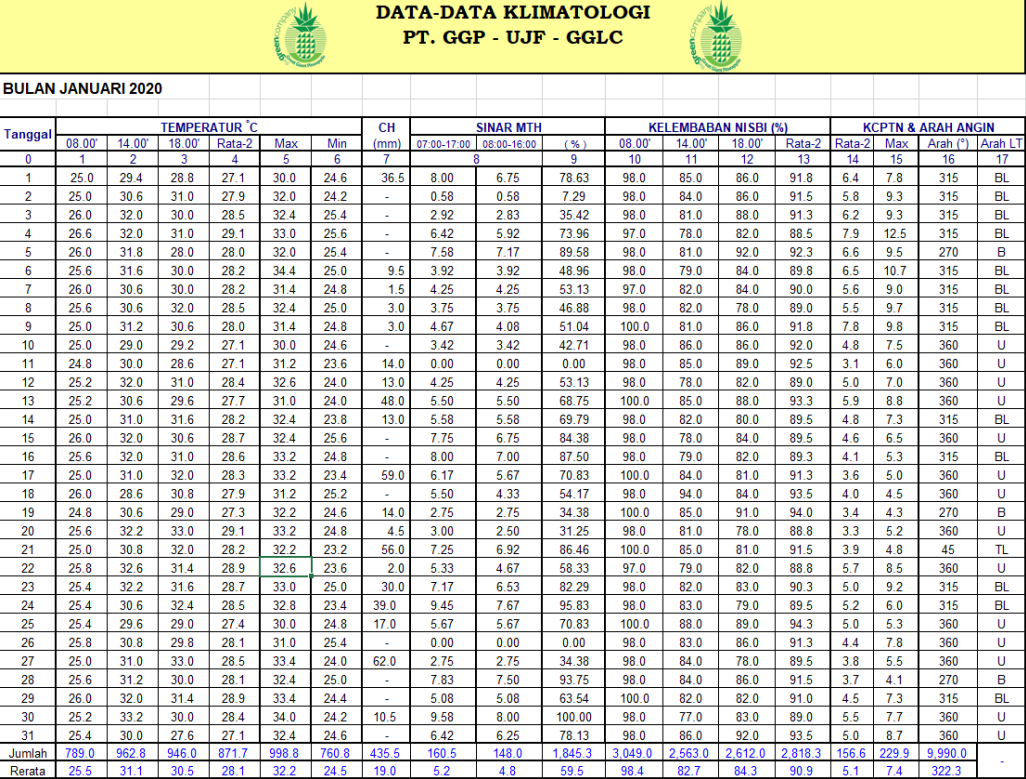 DATA-DATA KLIMATOLOGI
PT. GGP - UJF - GGLC
BULAN JANUARI 2020
Tanggal TEMPERATUR °C CH SINAR MTH KELEMBABAN NISBI (%) KCPTN & ARAH ANGIN
08.00' 14.00' 18.00' Rata-2 Max Min (mm) 07:00-17:00 08:00-16:00 ( % ) 08.00' 14.00' 18.00' Rata-2 Rata-2 Max Arah (°) Arah LT
0 1 2 3 4 5 6 7 8 9 10 11 12 13 14 15 16 17
1 25.0 29.4 28.8 27.1 30.0 24.6 36.5 8.00 6.75 78.63 98.0 85.0 86.0 91.8 6.4 7.8 315 BL
2 25.0 30.6 31.0 27.9 32.0 24.2 - 0.58 0.58 7.29 98.0 84.0 86.0 91.5 5.8 9.3 315 BL
3 26.0 32.0 30.0 28.5 32.4 25.4 - 2.92 2.83 35.42 98.0 81.0 88.0 91.3 6.2 9.3 315 BL
4 26.6 32.0 31.0 29.1 33.0 25.6 - 6.42 5.92 73.96 97.0 78.0 82.0 88.5 7.9 12.5 315 BL
5 26.0 31.8 28.0 28.0 32.0 25.4 - 7.58 7.17 89.58 98.0 81.0 92.0 92.3 6.6 9.5 270 B
6 25.6 31.6 30.0 28.2 34.4 25.0 9.5 3.92 3.92 48.96 98.0 79.0 84.0 89.8 6.5 10.7 315 BL
7 26.0 30.6 30.0 28.2 31.4 24.8 1.5 4.25 4.25 53.13 97.0 82.0 84.0 90.0 5.6 9.0 315 BL
8 25.6 30.6 32.0 28.5 32.4 25.0 3.0 3.75 3.75 46.88 98.0 82.0 78.0 89.0 5.5 9.7 315 BL
9 25.0 31.2 30.6 28.0 31.4 24.8 3.0 4.67 4.08 51.04 100.0 81.0 86.0 91.8 7.8 9.8 315 BL
10 25.0 29.0 29.2 27.1 30.0 24.6 - 3.42 3.42 42.71 98.0 86.0 86.0 92.0 4.8 7.5 360 U
11 24.8 30.0 28.6 27.1 31.2 23.6 14.0 0.00 0.00 0.00 98.0 85.0 89.0 92.5 3.1 6.0 360 U
12 25.2 32.0 31.0 28.4 32.6 24.0 13.0 4.25 4.25 53.13 98.0 78.0 82.0 89.0 5.0 7.0 360 U
13 25.2 30.6 29.6 27.7 31.0 24.0 48.0 5.50 5.50 68.75 100.0 85.0 88.0 93.3 5.9 8.8 360 U
14 25.0 31.0 31.6 28.2 32.4 23.8 13.0 5.58 5.58 69.79 98.0 82.0 80.0 89.5 4.8 7.3 315 BL
15 26.0 32.0 30.6 28.7 32.4 25.6 - 7.75 6.75 84.38 98.0 78.0 84.0 89.5 4.6 6.5 360 U
16 25.6 32.0 31.0 28.6 33.2 24.8 - 8.00 7.00 87.50 98.0 79.0 82.0 89.3 4.1 5.3 315 BL
17 25.0 31.0 32.0 28.3 33.2 23.4 59.0 6.17 5.67 70.83 100.0 84.0 81.0 91.3 3.6 5.0 360 U
18 26.0 28.6 30.8 27.9 31.2 25.2 - 5.50 4.33 54.17 98.0 94.0 84.0 93.5 4.0 4.5 360 U
19 24.8 30.6 29.0 27.3 32.2 24.6 14.0 2.75 2.75 34.38 100.0 85.0 91.0 94.0 3.4 4.3 270 B
20 25.6 32.2 33.0 29.1 33.2 24.8 4.5 3.00 2.50 31.25 100.0 81.0 78.0 88.8 3.3 5.2 360 U
21 25.0 30.8 32.0 28.2 32.2 23.2 56.0 7.25 6.92 86.46 100.0 85.0 81.0 91.5 3.9 4.8 45 TL
22 25.8 32.6 31.4 28.9 32.6 23.6 2.0 5.33 4.67 58.33 97.0 79.0 82.0 88.8 5.7 8.5 360 U
23 25.4 32.2 31.6 28.7 33.0 25.0 30.0 7.17 6.53 82.29 98.0 82.0 83.0 90.3 5.0 9.2 315 BL
24 25.4 30.6 32.4 28.5 32.8 23.4 39.0 9.45 7.67 95.83 98.0 83.0 79.0 89.5 5.2 6.0 315 BL
25 25.4 29.6 29.0 27.4 30.0 24.8 17.0 5.67 5.67 70.83 100.0 88.0 89.0 94.3 5.0 5.3 360 U
26 25.8 30.8 29.8 28.1 31.0 25.4 - 0.00 0.00 0.00 98.0 83.0 86.0 91.3 4.4 7.8 360 U
27 25.0 31.0 33.0 28.5 33.4 24.0 62.0 2.75 2.75 34.38 98.0 84.0 78.0 89.5 3.8 5.5 360 U
28 25.6 31.2 30.0 28.1 32.4 25.0 - 7.83 7.50 93.75 98.0 84.0 86.0 91.5 3.7 4.1 270 B
29 26.0 32.0 31.4 28.9 33.4 24.4 - 5.08 5.08 63.54 100.0 82.0 82.0 91.0 4.5 7.3 315 BL
30 25.2 33.2 30.0 28.4 34.0 24.2 10.5 9.58 8.00 100.00 98.0 77.0 83.0 89.0 5.5 7.7 360 U
31 25.4 30.0 27.6 27.1 32.4 24.6 - 6.42 6.25 78.13 98.0 86.0 92.0 93.5 5.0 8.7 360 U
Jumlah 789.0 962.8 946.0 871.7 998.8 760.8 435.5 160.5 148.0 1,845.3 3,049.0 2,563.0 2,612.0 2,818.3 156.6 229.9 9,990.0 -
Rerata 25.5 31.1 30.5 28.1 32.2 24.5 19.0 5.2 4.8 59.5 98.4 82.7 84.3 90.9 5.1 7.4 322.3